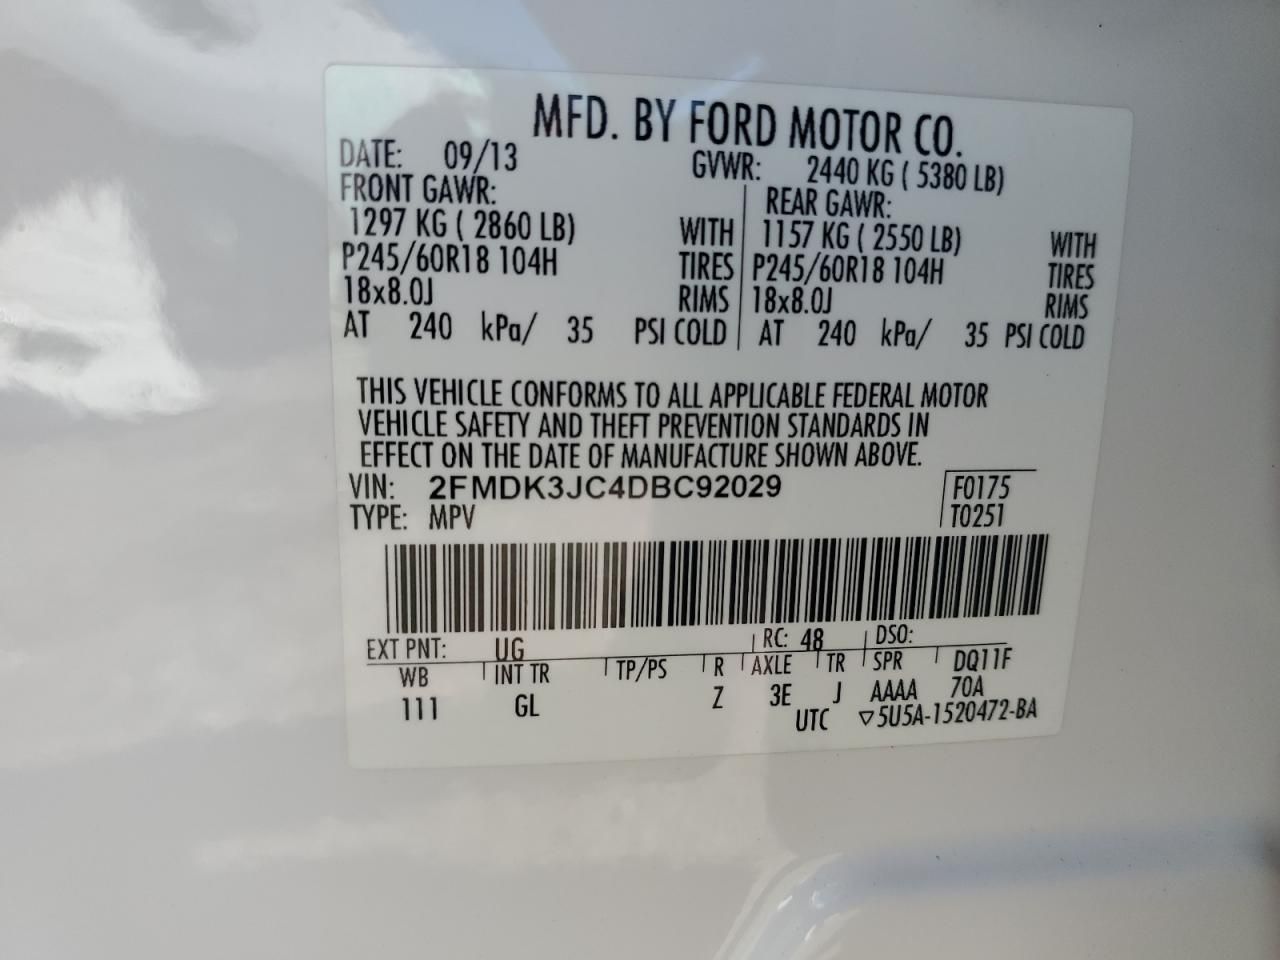 MFD. BY FORD MOTOR CO.
DATE: 09/13 GVWR: 2440 KG ( 5380 LB)
FRONT GAWR: REAR GAWR:
1297 KG ( 2860 LB) WITH 1157 KG ( 2550 LB) WITH
P245/60R18 104H TIRES P245/60R18 104H TIRES
18x8.0J RIMS 18x8.0J RIMS
AT 240 kPa/ 35 PSI COLD AT 240 kPa/ 35 PSI COLD
THIS VEHICLE CONFORMS TO ALL APPLICABLE FEDERAL MOTOR
VEHICLE SAFETY AND THEFT PREVENTION STANDARDS IN
EFFECT ON THE DATE OF MANUFACTURE SHOWN ABOVE.
VIN: 2FMDK3JC4DBC92029 F0175
TYPE: MPV T0251
EXT PNT: UG RC: 48 DSO:
WB INT TR TP/PS R AXLE TR SPR DQ11F
111 GL Z 3E J AAAA 70A
UTC ▽5U5A-1520472-BA